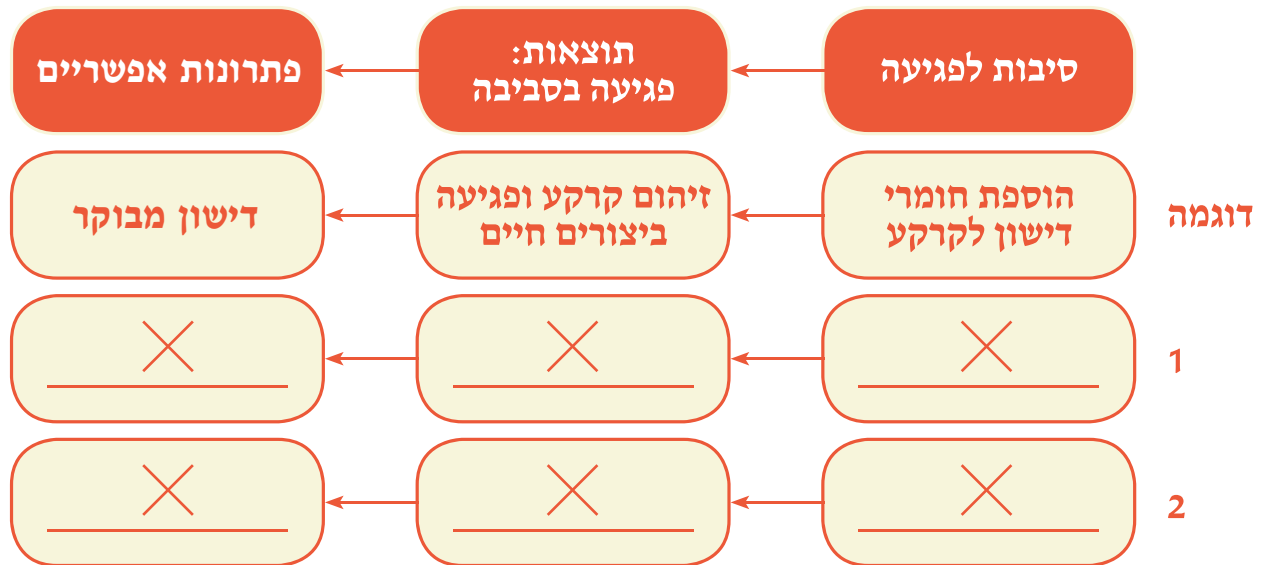 סיבות לפגיעה
תוצאות:
פגיעה בסביבה
פתרונות אפשריים
דוגמה
הוספת חומרי
דישון לקרקע
זיהום קרקע ופגיעה
ביצורים חיים
דישון מבוקר
1
2